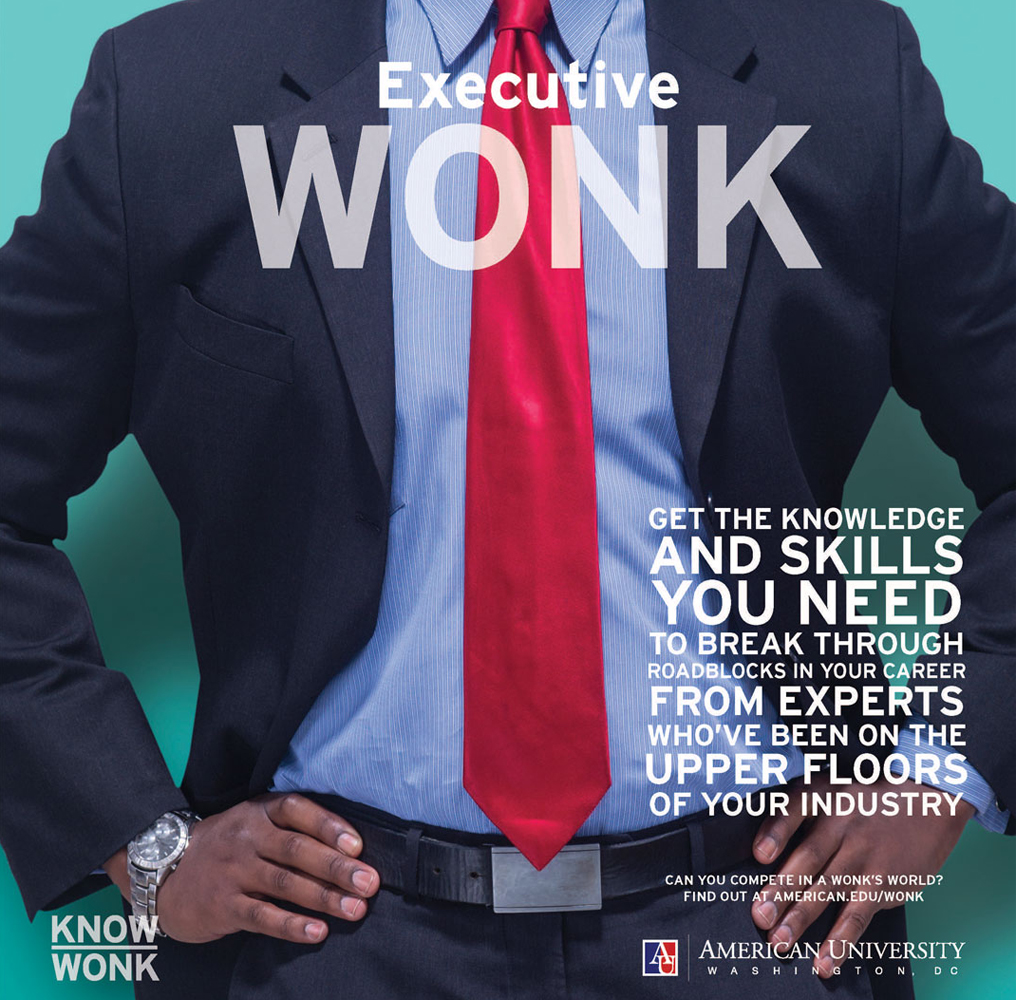 Executive
WONK
GET THE KNOWLEDGE
AND SKILLS
YOU NEED
TO BREAK THROUGH
ROADBLOCKS IN YOUR CAREER
FROM EXPERTS
WHO'VE BEEN ON THE
UPPER FLOORS
OF YOUR INDUSTRY
CAN YOU COMPETE IN A WONK'S WORLD?
FIND OUT AT AMERICAN.EDU/WONK
KNOW
WONK
AU
AMERICAN UNIVERSITY
WASHINGTON, DC